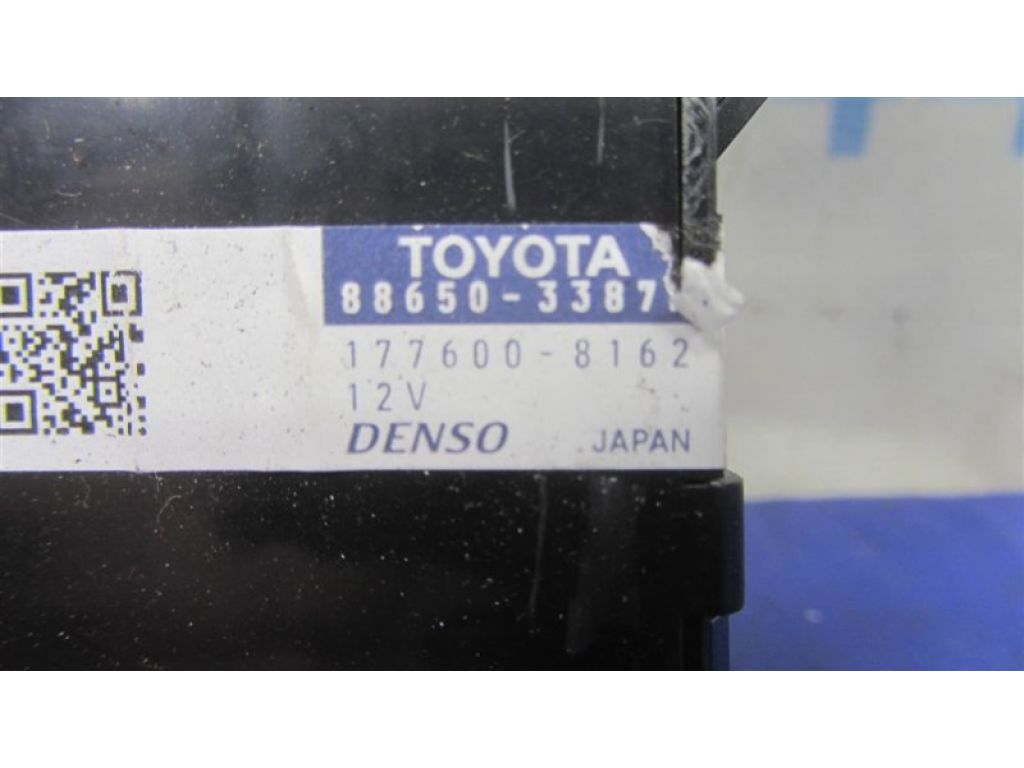 TOYOTA
88650-3387
177600-8162
12V
DENSO JAPAN